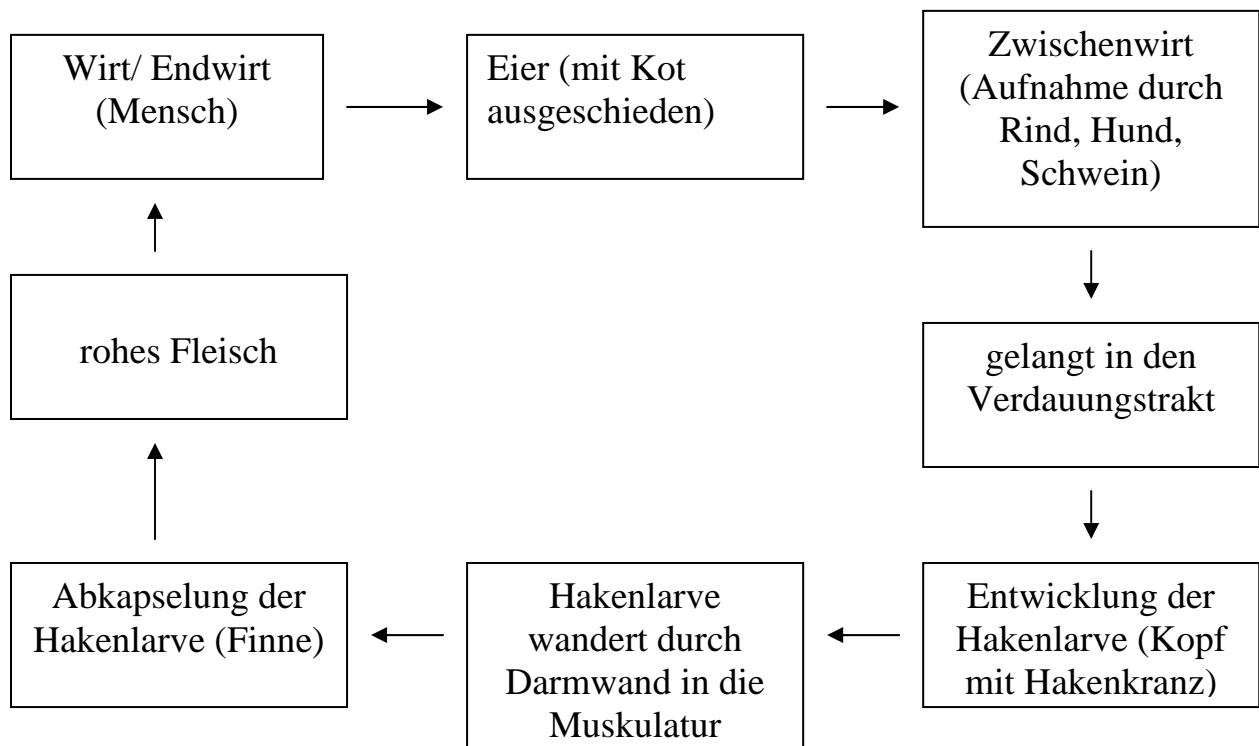 Wirt/ Endwirt
(Mensch)
Eier (mit Kot
ausgeschieden)
Zwischenwirt
(Aufnahme durch
Rind, Hund,
Schwein)
gelangt in den
Verdauungstrakt
Entwicklung der
Hakenlarve (Kopf
mit Hakenkranz)
Hakenlarve
wandert durch
Darmwand in die
Muskulatur
Abkapselung der
Hakenlarve (Finne)
rohes Fleisch